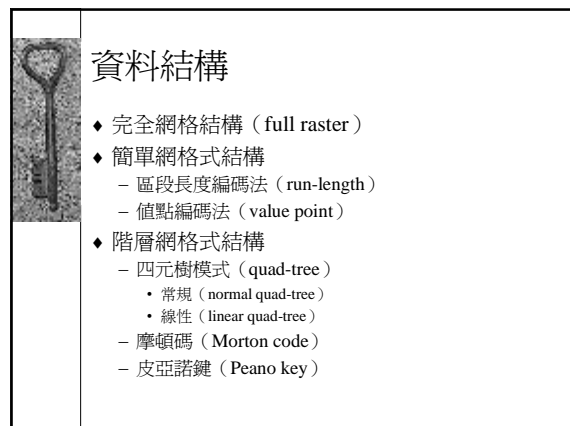 資料結構
♦ 完全網格結構（full raster）
♦ 簡單網格式結構
– 區段長度編碼法（run-length）
– 值點編碼法（value point）
♦ 階層網格式結構
– 四元樹模式（quad-tree）
• 常規（normal quad-tree）
• 線性（linear quad-tree）
– 摩頓碼（Morton code）
– 皮亞諾鍵（Peano key）